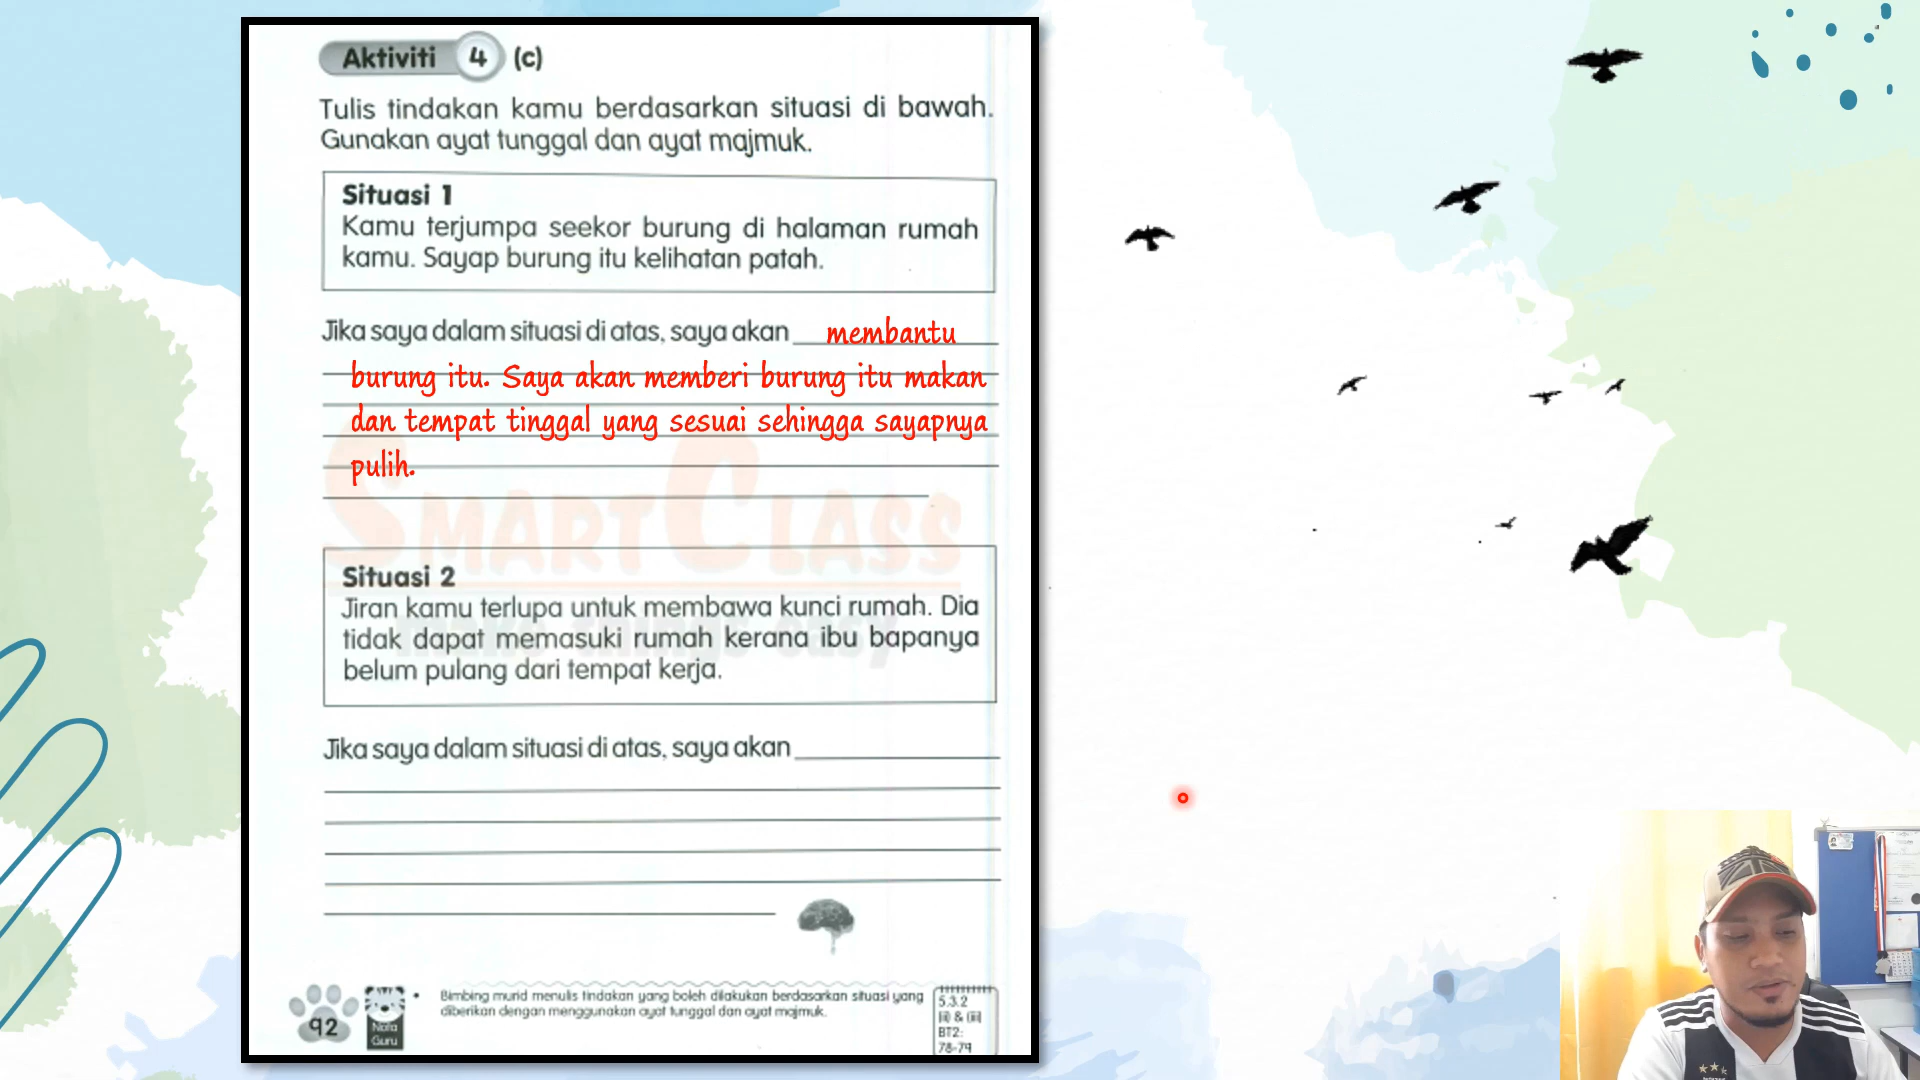 Aktiviti 4 (c)
Tulis tindakan kamu berdasarkan situasi di bawah.
Gunakan ayat tunggal dan ayat majmuk.
Situasi 1
Kamu terjumpa seekor burung di halaman rumah
kamu. Sayap burung itu kelihatan patah.
Jika saya dalam situasi di atas, saya akan membantu
burung itu. Saya akan memberi burung itu makan
dan tempat tinggal yang sesuai sehingga sayapnya
pulih.
SMART CLASS
Situasi 2
Jiran kamu terlupa untuk membawa kunci rumah. Dia
tidak dapat memasuki rumah kerana ibu bapanya
belum pulang dari tempat kerja.
Jika saya dalam situasi di atas, saya akan
92
Nota
Guru
• Bimbing murid menulis tindakan yang boleh dilakukan berdasarkan situasi yang
diberikan dengan menggunakan ayat tunggal dan ayat majmuk.
5.3.2
(ii) & (iii)
BT2:
78-79